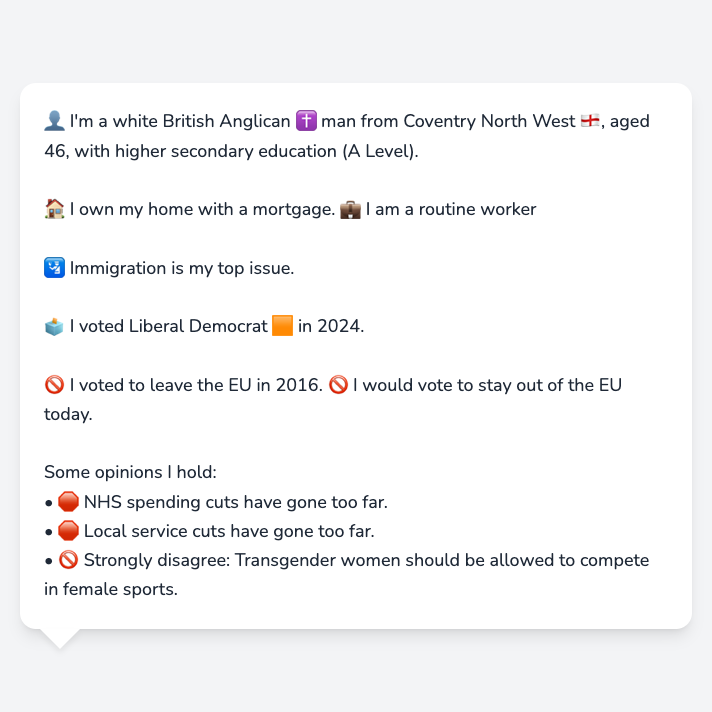 👤 I'm a white British Anglican ✝️ man from Coventry North West 🏴󠁧󠁢󠁥󠁮󠁧󠁿, aged
46, with higher secondary education (A Level).
🏠 I own my home with a mortgage. 💼 I am a routine worker
🛂 Immigration is my top issue.
🗳️ I voted Liberal Democrat 🟧 in 2024.
🚫 I voted to leave the EU in 2016. 🚫 I would vote to stay out of the EU
today.
Some opinions I hold:
• 🛑 NHS spending cuts have gone too far.
• 🛑 Local service cuts have gone too far.
• 🚫 Strongly disagree: Transgender women should be allowed to compete
in female sports.